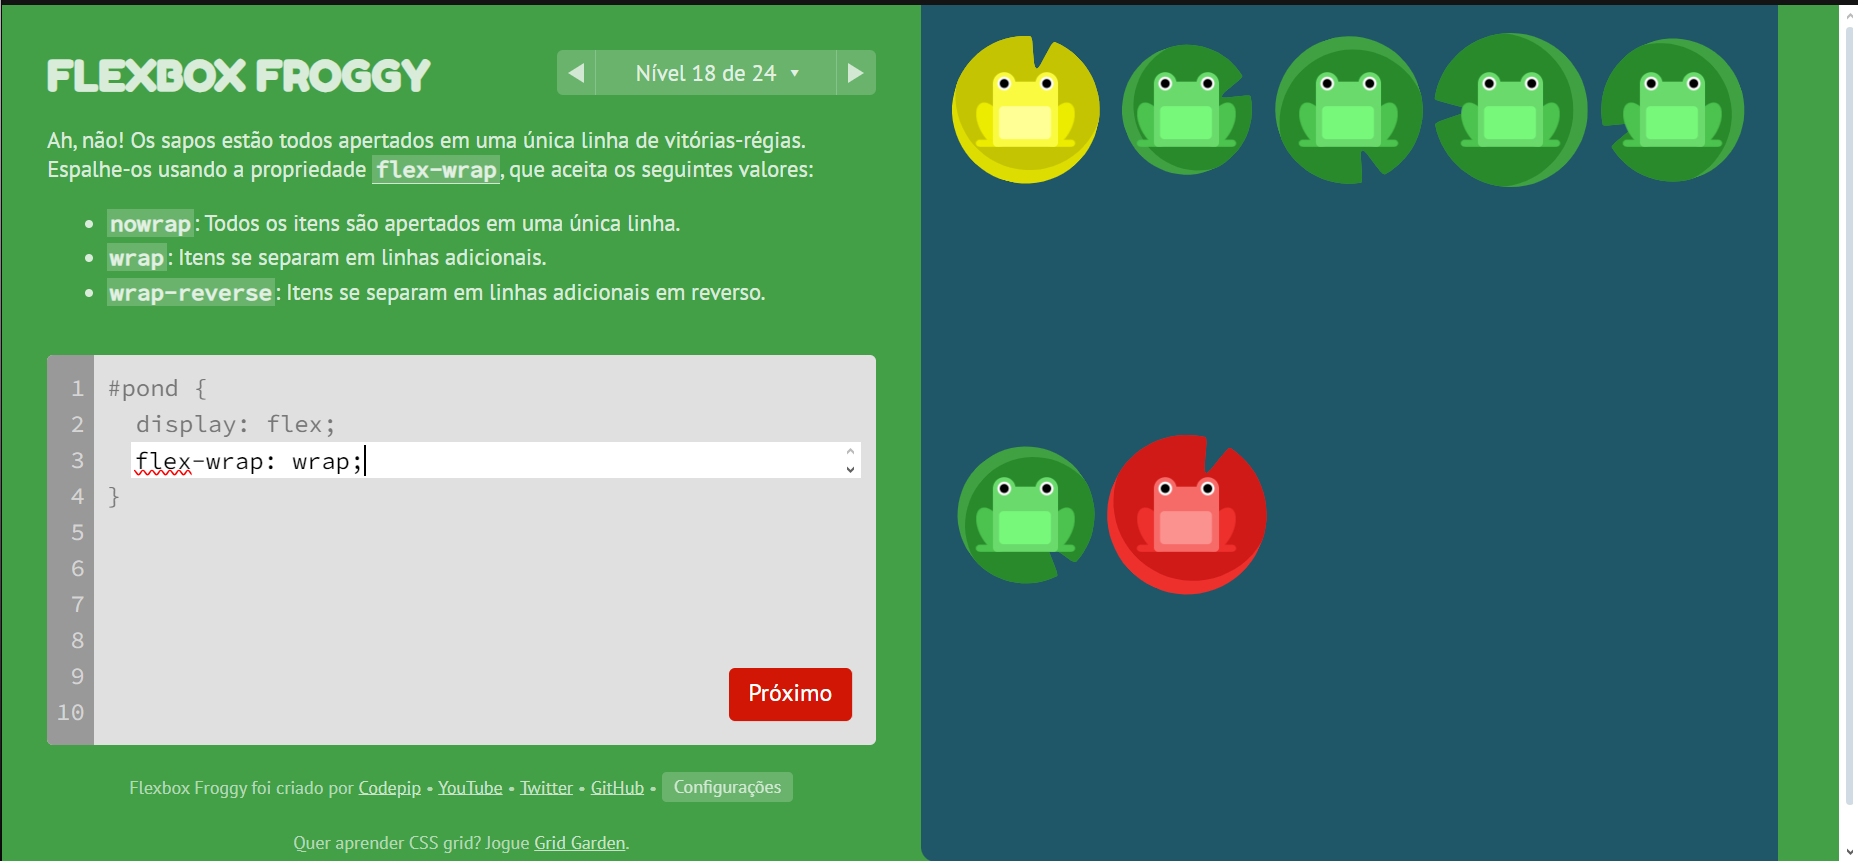 FLEXBOX FROGGY
Nível 18 de 24
Ah, não! Os sapos estão todos apertados em uma única linha de vitórias-régias.
Espalhe-os usando a propriedade flex-wrap, que aceita os seguintes valores:
nowrap: Todos os itens são apertados em uma única linha.
wrap: Itens se separam em linhas adicionais.
wrap-reverse: Itens se separam em linhas adicionais em reverso.
1 #pond {
2 display: flex;
3 flex-wrap: wrap;
4 }
5
6
7
8
9
10
Próximo
Flexbox Froggy foi criado por Codepip • YouTube • Twitter • GitHub • Configurações
Quer aprender CSS grid? Jogue Grid Garden.